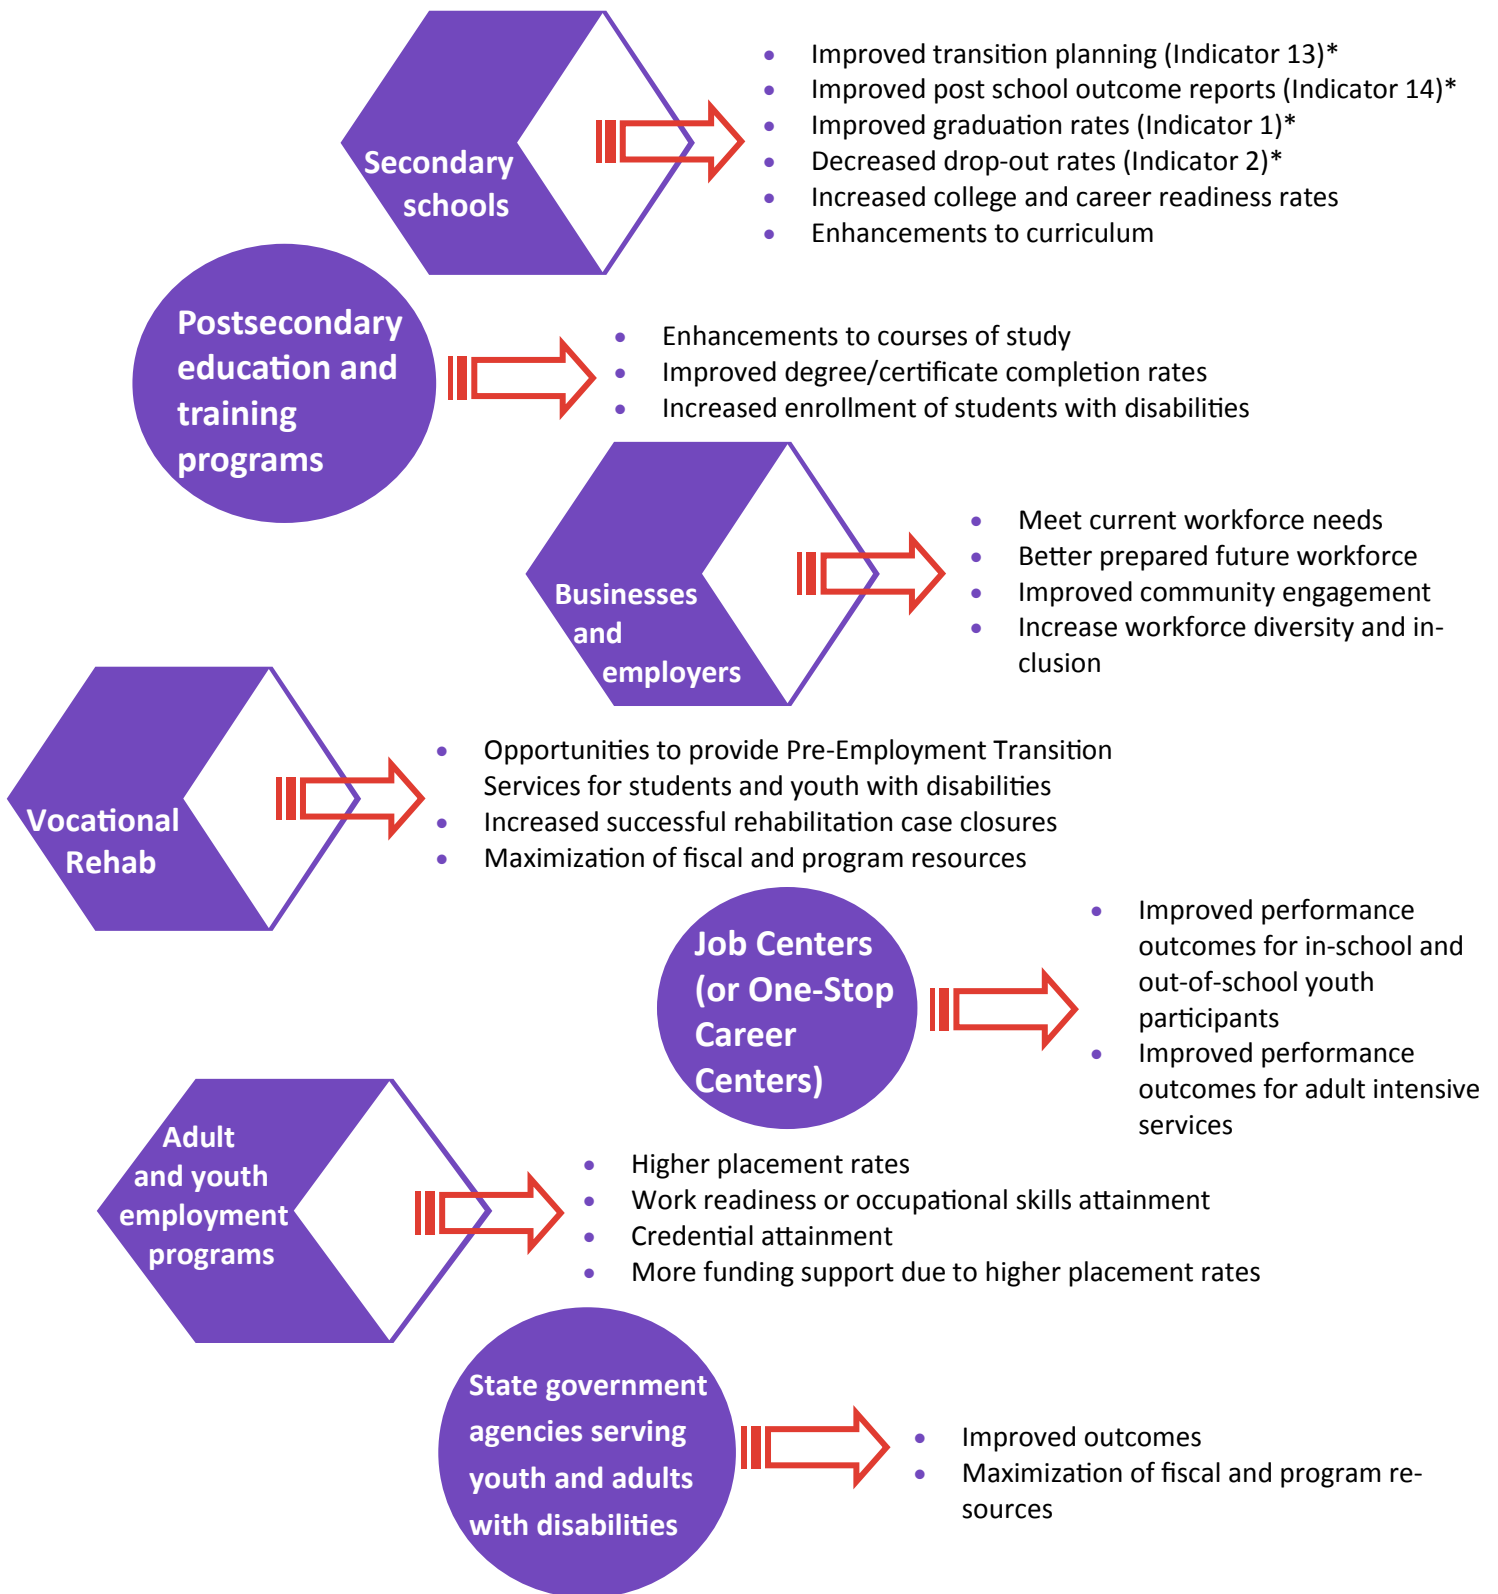 Secondary
schools
• Improved transition planning (Indicator 13)*
• Improved post school outcome reports (Indicator 14)*
• Improved graduation rates (Indicator 1)*
• Decreased drop-out rates (Indicator 2)*
• Increased college and career readiness rates
• Enhancements to curriculum
Postsecondary
education and
training
programs
• Enhancements to courses of study
• Improved degree/certificate completion rates
• Increased enrollment of students with disabilities
Businesses
and
employers
• Meet current workforce needs
• Better prepared future workforce
• Improved community engagement
• Increase workforce diversity and in-
clusion
Vocational
Rehab
• Opportunities to provide Pre-Employment Transition
Services for students and youth with disabilities
• Increased successful rehabilitation case closures
• Maximization of fiscal and program resources
Job Centers
(or One-Stop
Career
Centers)
• Improved performance
outcomes for in-school and
out-of-school youth
participants
• Improved performance
outcomes for adult intensive
services
Adult
and youth
employment
programs
• Higher placement rates
• Work readiness or occupational skills attainment
• Credential attainment
• More funding support due to higher placement rates
State government
agencies serving
youth and adults
with disabilities
• Improved outcomes
• Maximization of fiscal and program re-
sources